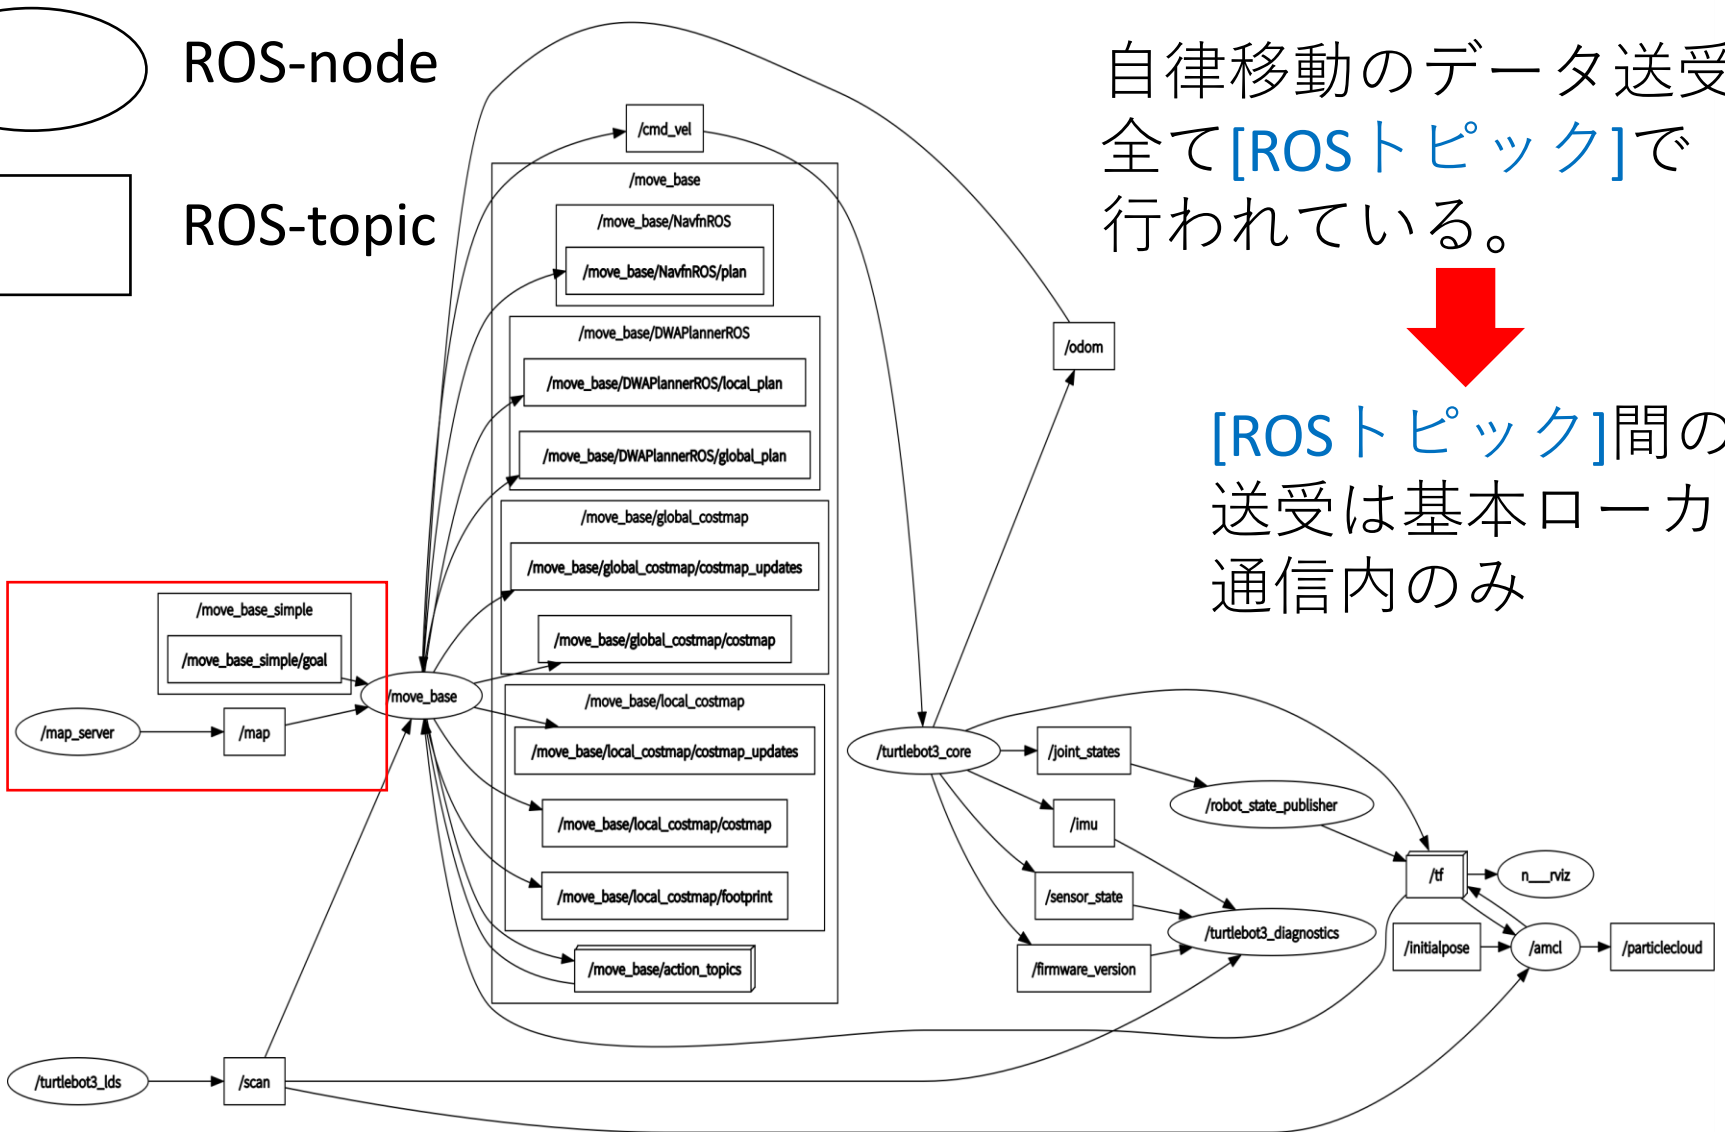 ROS-node
ROS-topic
自律移動のデータ送受
全て[ROSトピック]で
行われている。
[ROSトピック]間の
送受は基本ローカ
通信内のみ
/cmd_vel
/move_base
/move_base/NavfnROS
/move_base/NavfnROS/plan
/move_base/DWAPlannerROS
/move_base/DWAPlannerROS/local_plan
/move_base/DWAPlannerROS/global_plan
/move_base/global_costmap
/move_base/global_costmap/costmap_updates
/move_base/global_costmap/costmap
/move_base/local_costmap
/move_base/local_costmap/costmap_updates
/move_base/local_costmap/costmap
/move_base/local_costmap/footprint
/move_base/action_topics
/odom
/move_base_simple
/move_base_simple/goal
/map_server
/map
/move_base
/turtlebot3_lds
/scan
/turtlebot3_core
/joint_states
/imu
/sensor_state
/firmware_version
/robot_state_publisher
/turtlebot3_diagnostics
/tf
n___rviz
/initialpose
/amcl
/particlecloud